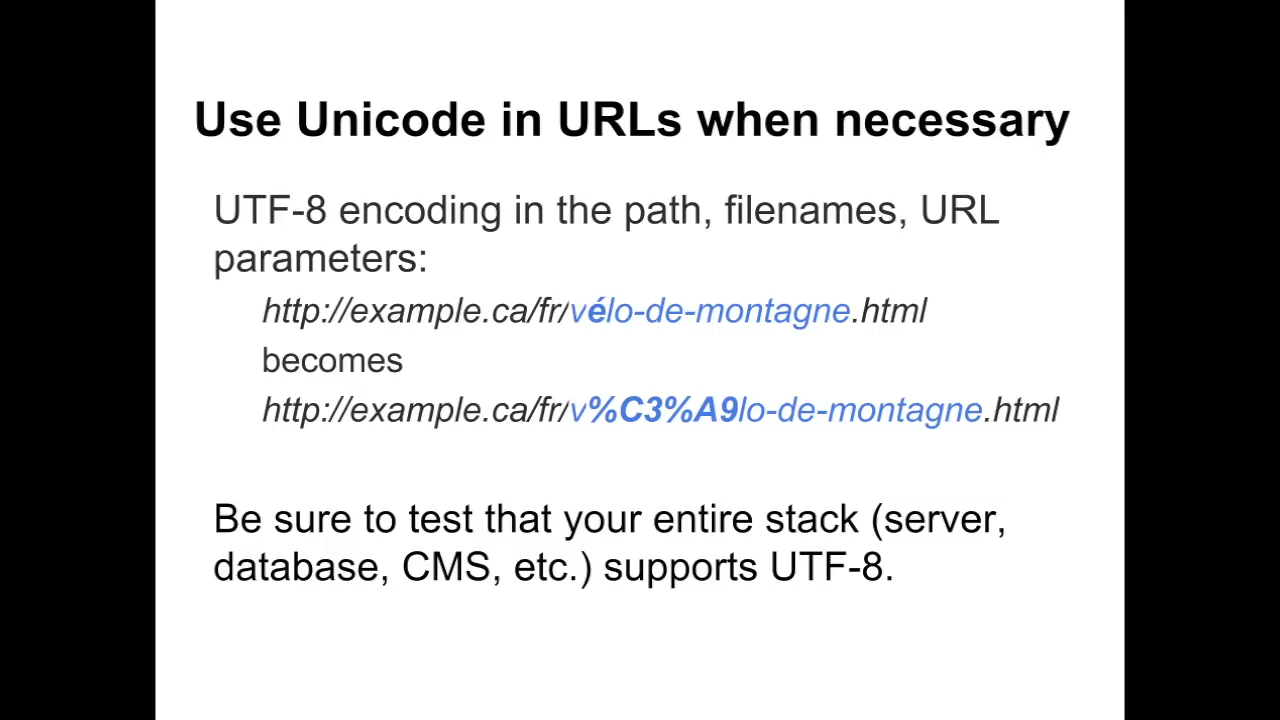 Use Unicode in URLs when necessary
UTF-8 encoding in the path, filenames, URL
parameters:
http://example.ca/fr/vélo-de-montagne.html
becomes
http://example.ca/fr/v%C3%A9lo-de-montagne.html
Be sure to test that your entire stack (server,
database, CMS, etc.) supports UTF-8.